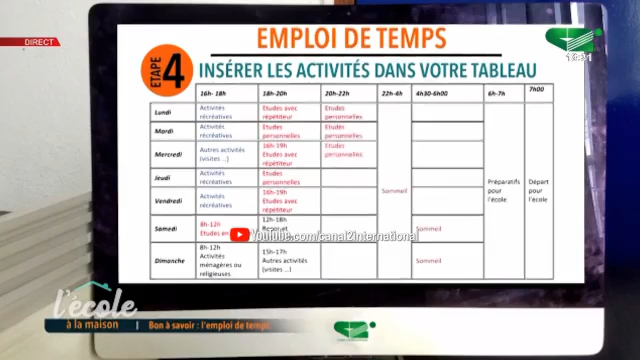 DIRECT
EMPLOI DE TEMPS
ETAPE 4
INSÉRER LES ACTIVITÉS DANS VOTRE TABLEAU
16h- 18h 18h-20h 20h-22h 22h-4h 4h30-6h00 6h-7h 7h00
Lundi
Activités
récréatives
Etudes avec
répétiteur
Etudes
personnelles
Mardi
Activités
récréatives
Etudes
personnelles
Etudes
personnelles
Mercredi
Autres activités
(visites ...)
16h-19h
Etudes avec
répétiteur
Etudes
personnelles
Jeudi
Activités
récréatives
Etudes
personnelles
Sommeil
Préparatifs
pour
l'école
Départ
pour
l'école
Vendredi
Activités
récréatives
16h-19h
Etudes avec
répétiteur
Samedi
8h-12h
Etudes en
12h-18h
Sommeil
Youtube.com/canal2international
Dimanche
8h-12h
Activités
ménagères ou
religieuses
15h-17h
Autres activités
(visites ...)
Sommeil
l'école
à la maison
Bon à savoir : l'emploi de temps